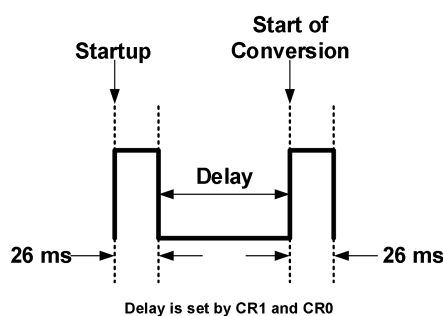 Startup
Start of
Conversion
Delay
26 ms
26 ms
Delay is set by CR1 and CR0